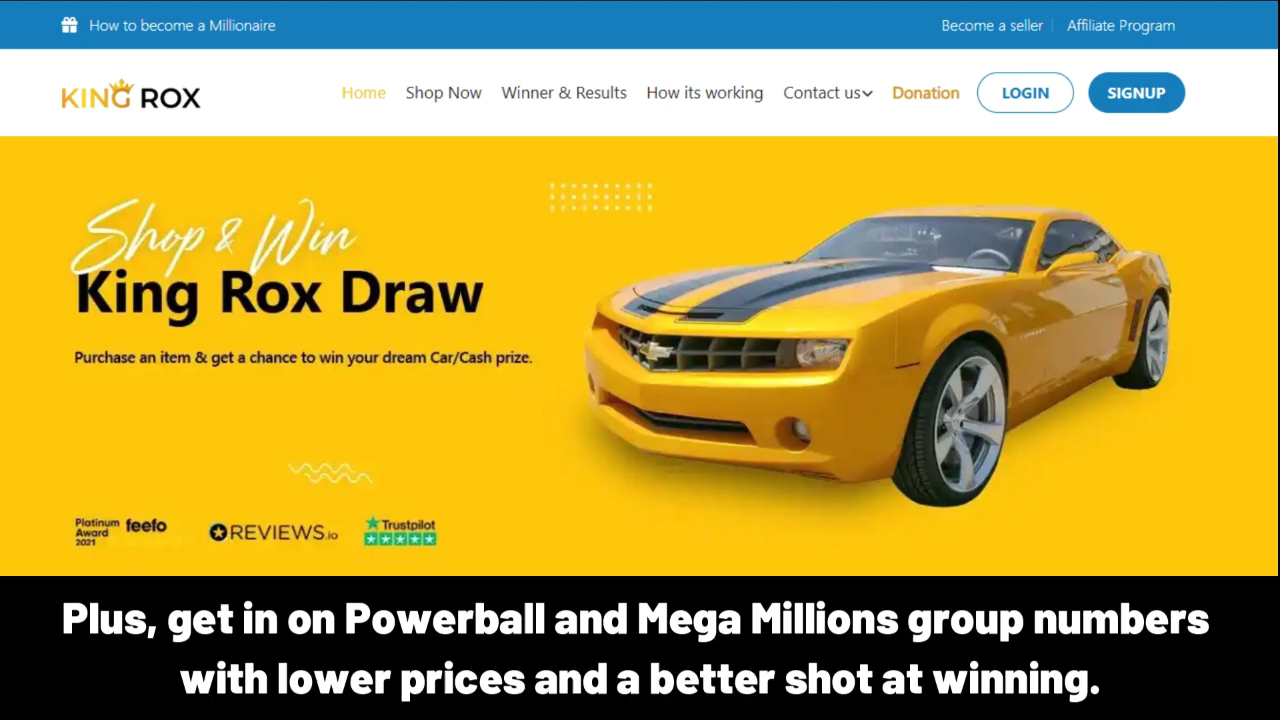 How to become a Millionaire
Become a seller
Affiliate Program
KING ROX
Home
Shop Now
Winner & Results
How its working
Contact us
Donation
LOGIN
SIGNUP
Shop & Win
King Rox Draw
Purchase an item & get a chance to win your dream Car/Cash prize.
Platinum
Award
2021
feefo
REVIEWS.io
Trustpilot
Plus, get in on Powerball and Mega Millions group numbers
with lower prices and a better shot at winning.